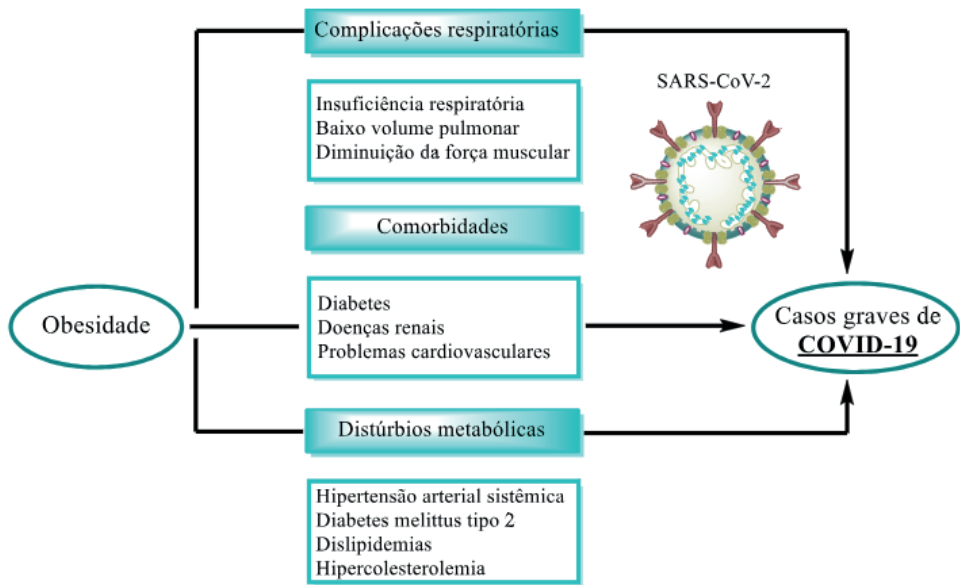 Complicações respiratórias
SARS-CoV-2
Insuficiência respiratória
Baixo volume pulmonar
Diminuição da força muscular
Comorbidades
Obesidade
Diabetes
Doenças renais
Problemas cardiovasculares
Casos graves de
COVID-19
Distúrbios metabólicas
Hipertensão arterial sistêmica
Diabetes melittus tipo 2
Dislipidemias
Hipercolesterolemia